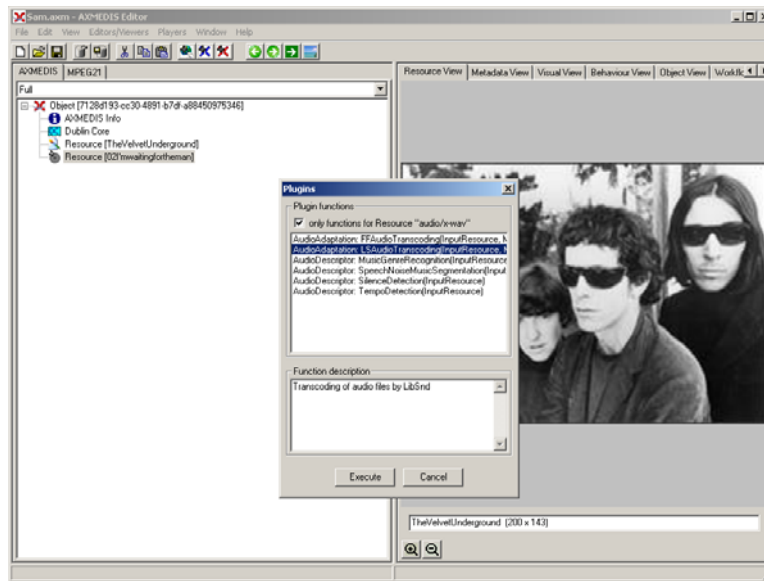 Sam.axm - AXMEDIS Editor
File Edit View Editors/Viewers Players Window Help
AXMEDIS MPEG21
Full
Object [7128d193-cc30-4891-b7df-a88450975346]
AXMEDIS Info
Dublin Core
Resource [TheVelvetUnderground]
Resource [02I'mwaitingfortheman]
Resource View Metadata View Visual View Behaviour View Object View Workflc
Plugins
Plugin functions
only functions for Resource "audio/x-wav"
AudioAdaptation: FFAudioTranscoding(InputResource, M
AudioAdaptation: LSAudioTranscoding(InputResource, M
AudioDescriptor: MusicGenreRecognition(InputResource
AudioDescriptor: SpeechNoiseMusicSegmentation(Input
AudioDescriptor: SilenceDetection(InputResource)
AudioDescriptor: TempoDetection(InputResource)
Function description
Transcoding of audio files by LibSnd
Execute Cancel
TheVelvetUnderground (200 x 143)